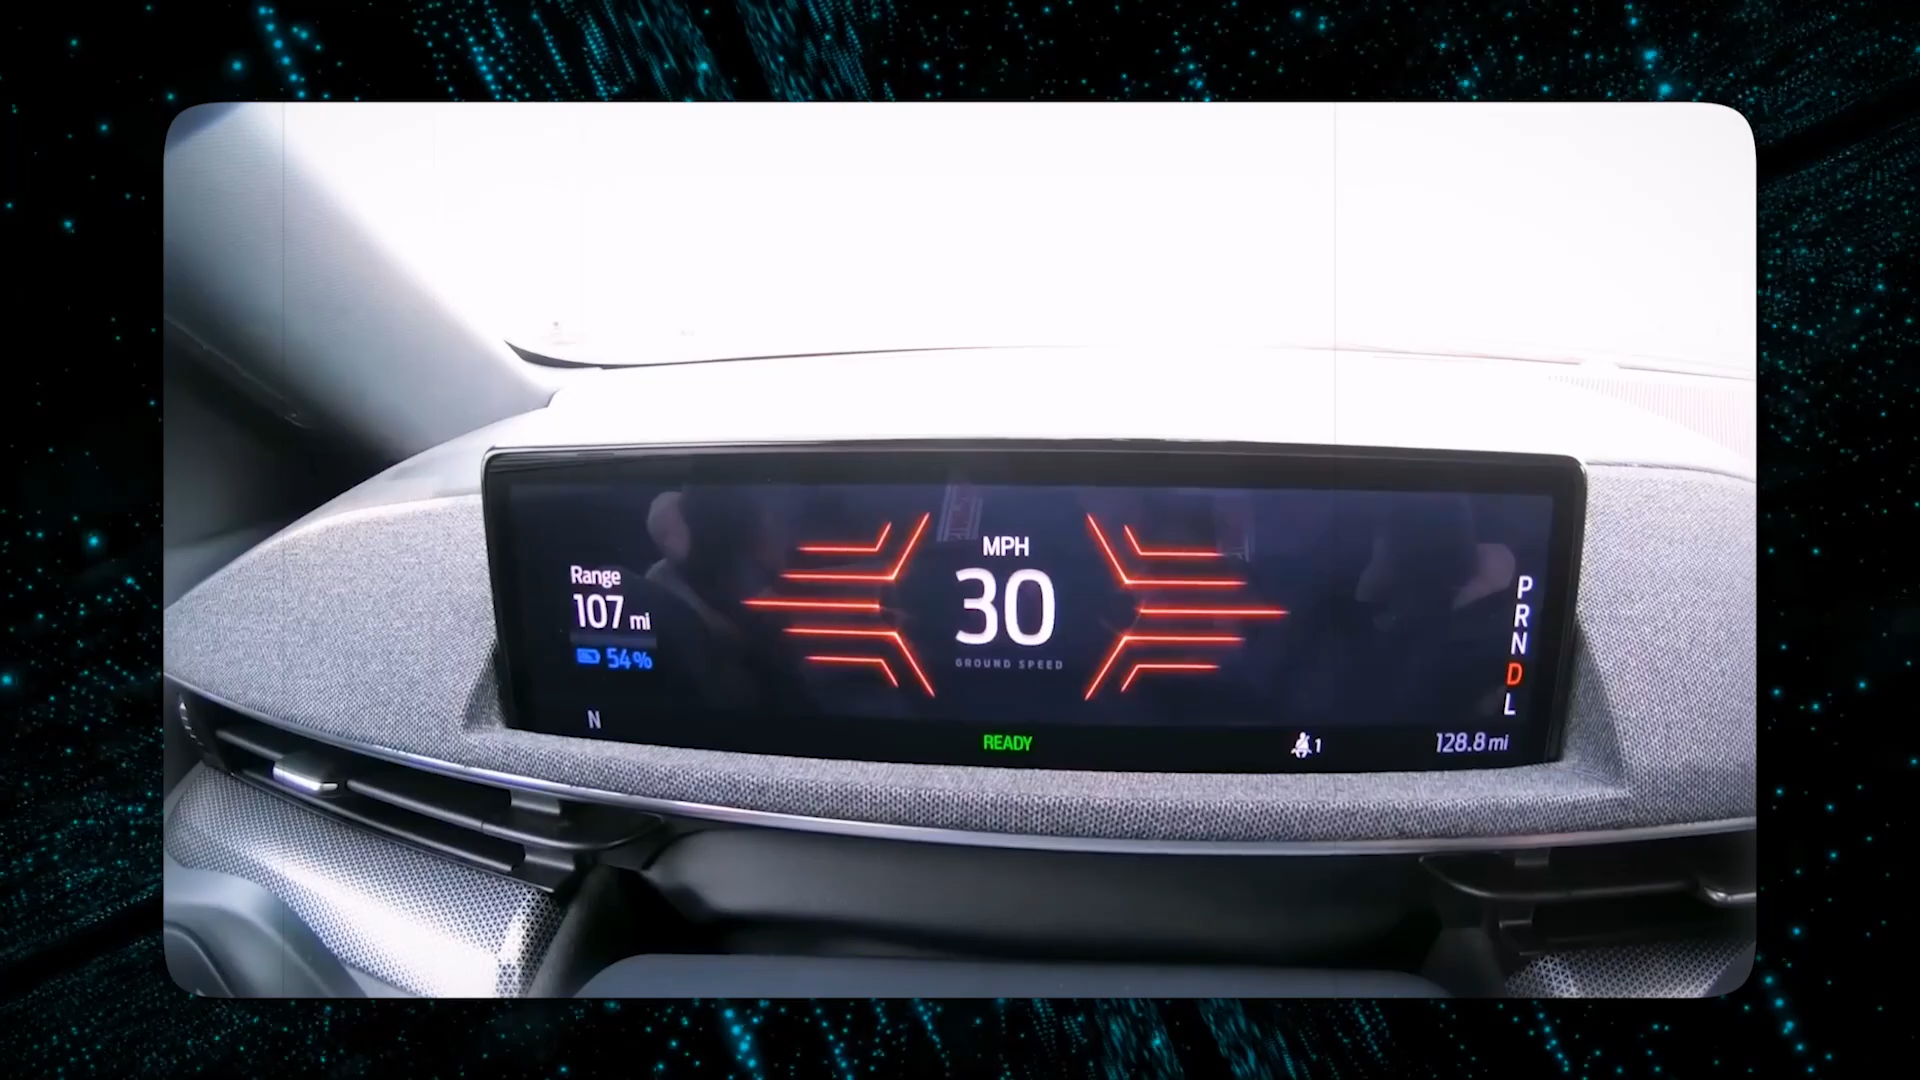 MPH
30
GROUND SPEED
Range
107 mi
54%
N
READY
1
128.8 mi
P
R
N
D
L